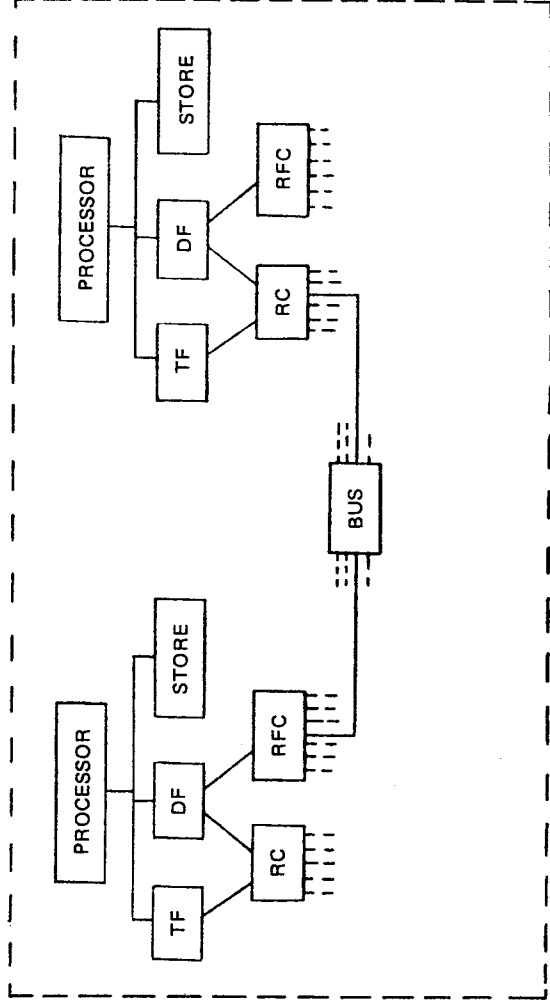 PROCESSOR
PROCESSOR
TF
DF
STORE
TF
DF
STORE
RC
RFC
RC
RFC
BUS